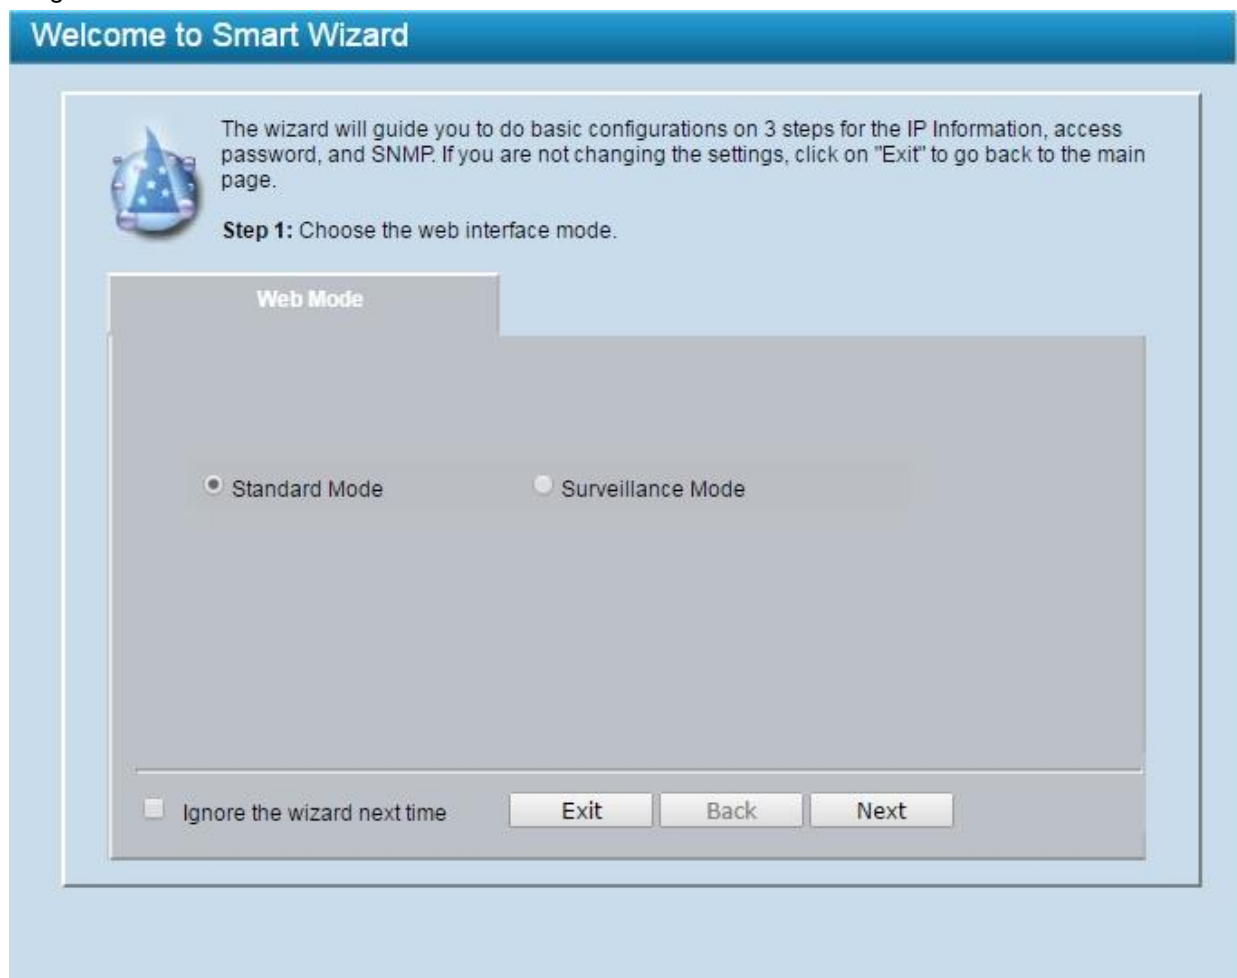 Welcome to Smart Wizard
The wizard will guide you to do basic configurations on 3 steps for the IP Information, access
password, and SNMP. If you are not changing the settings, click on "Exit" to go back to the main
page.
Step 1: Choose the web interface mode.
Web Mode
Standard Mode Surveillance Mode
Ignore the wizard next time Exit Back Next